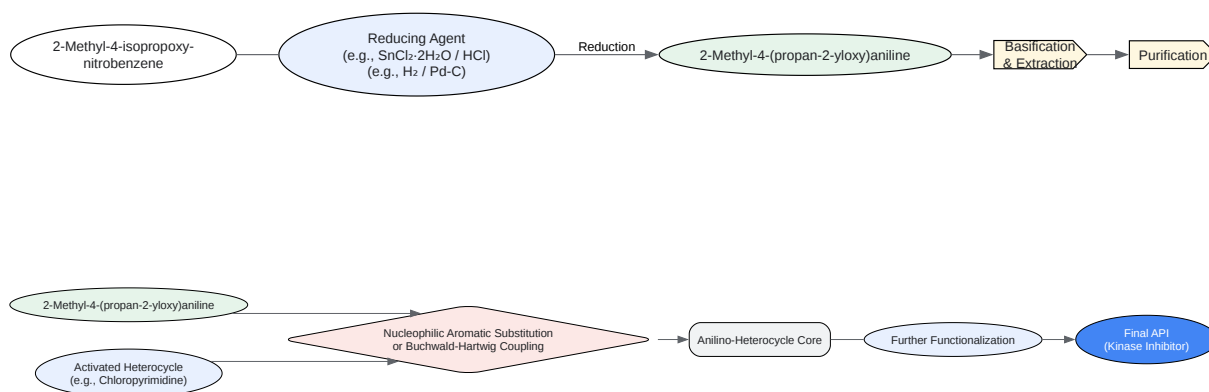 2-Methyl-4-isopropoxy-
nitrobenzene
Reducing Agent
(e.g., SnCl₂·2H₂O / HCl)
(e.g., H₂ / Pd-C)
Reduction
2-Methyl-4-(propan-2-yloxy)aniline
Basification
& Extraction
Purification
2-Methyl-4-(propan-2-yloxy)aniline
Activated Heterocycle
(e.g., Chloropyrimidine)
Nucleophilic Aromatic Substitution
or Buchwald-Hartwig Coupling
Anilino-Heterocycle Core
Further Functionalization
Final API
(Kinase Inhibitor)